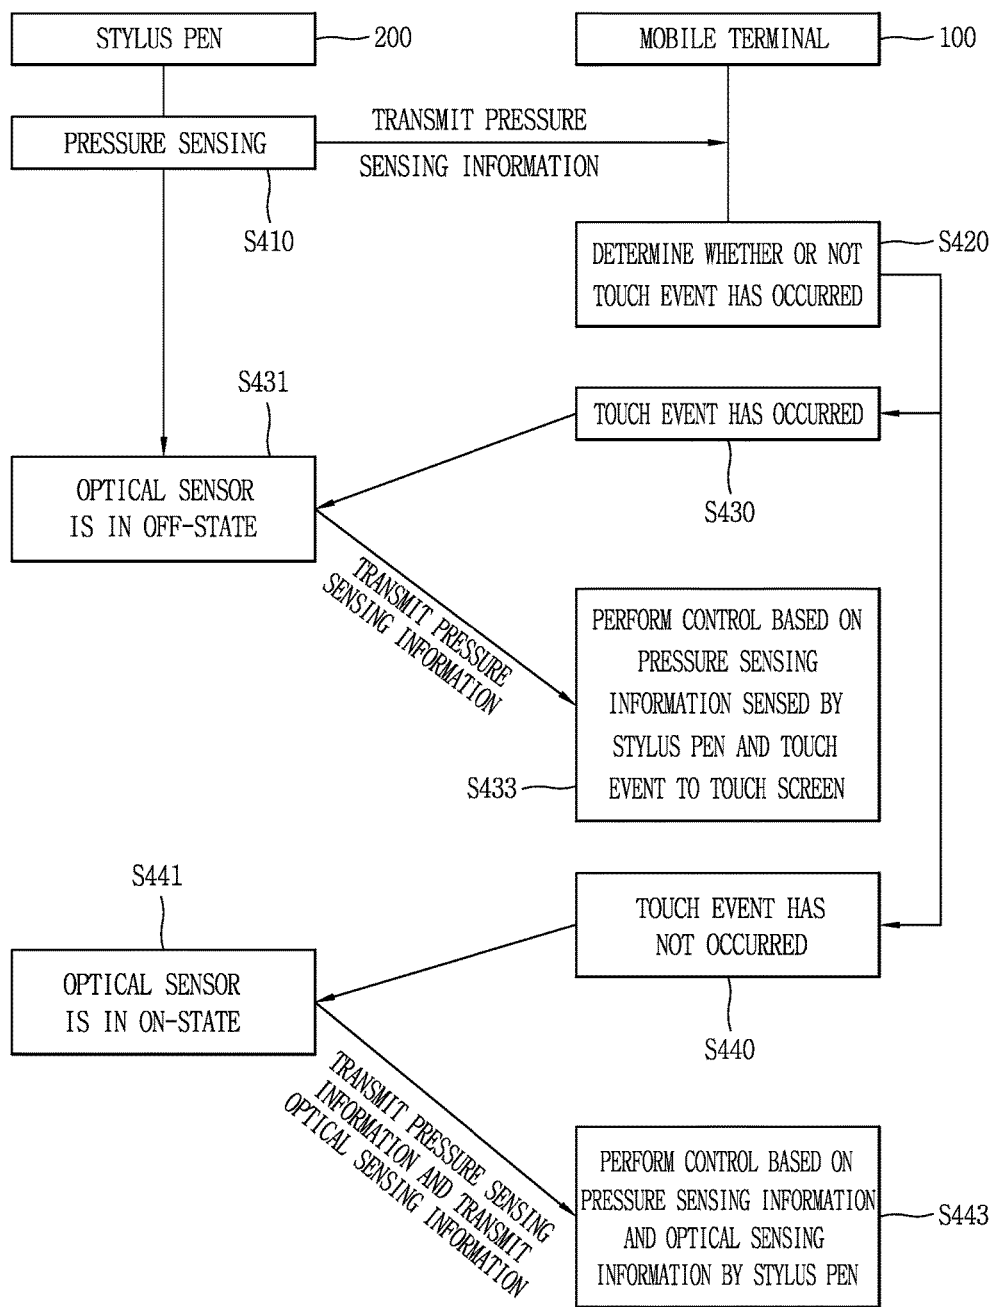 STYLUS PEN
200
MOBILE TERMINAL
100
PRESSURE SENSING
TRANSMIT PRESSURE
SENSING INFORMATION
S410
S420
DETERMINE WHETHER OR NOT
TOUCH EVENT HAS OCCURRED
S431
TOUCH EVENT HAS OCCURRED
S430
OPTICAL SENSOR
IS IN OFF-STATE
TRANSMIT PRESSURE
SENSING INFORMATION
PERFORM CONTROL BASED ON
PRESSURE SENSING
INFORMATION SENSED BY
STYLUS PEN AND TOUCH
EVENT TO TOUCH SCREEN
S433
S441
TOUCH EVENT HAS
NOT OCCURRED
S440
OPTICAL SENSOR
IS IN ON-STATE
TRANSMIT PRESSURE SENSING
INFORMATION AND TRANSMIT
OPTICAL SENSING INFORMATION
PERFORM CONTROL BASED ON
PRESSURE SENSING INFORMATION
AND OPTICAL SENSING
INFORMATION BY STYLUS PEN
S443